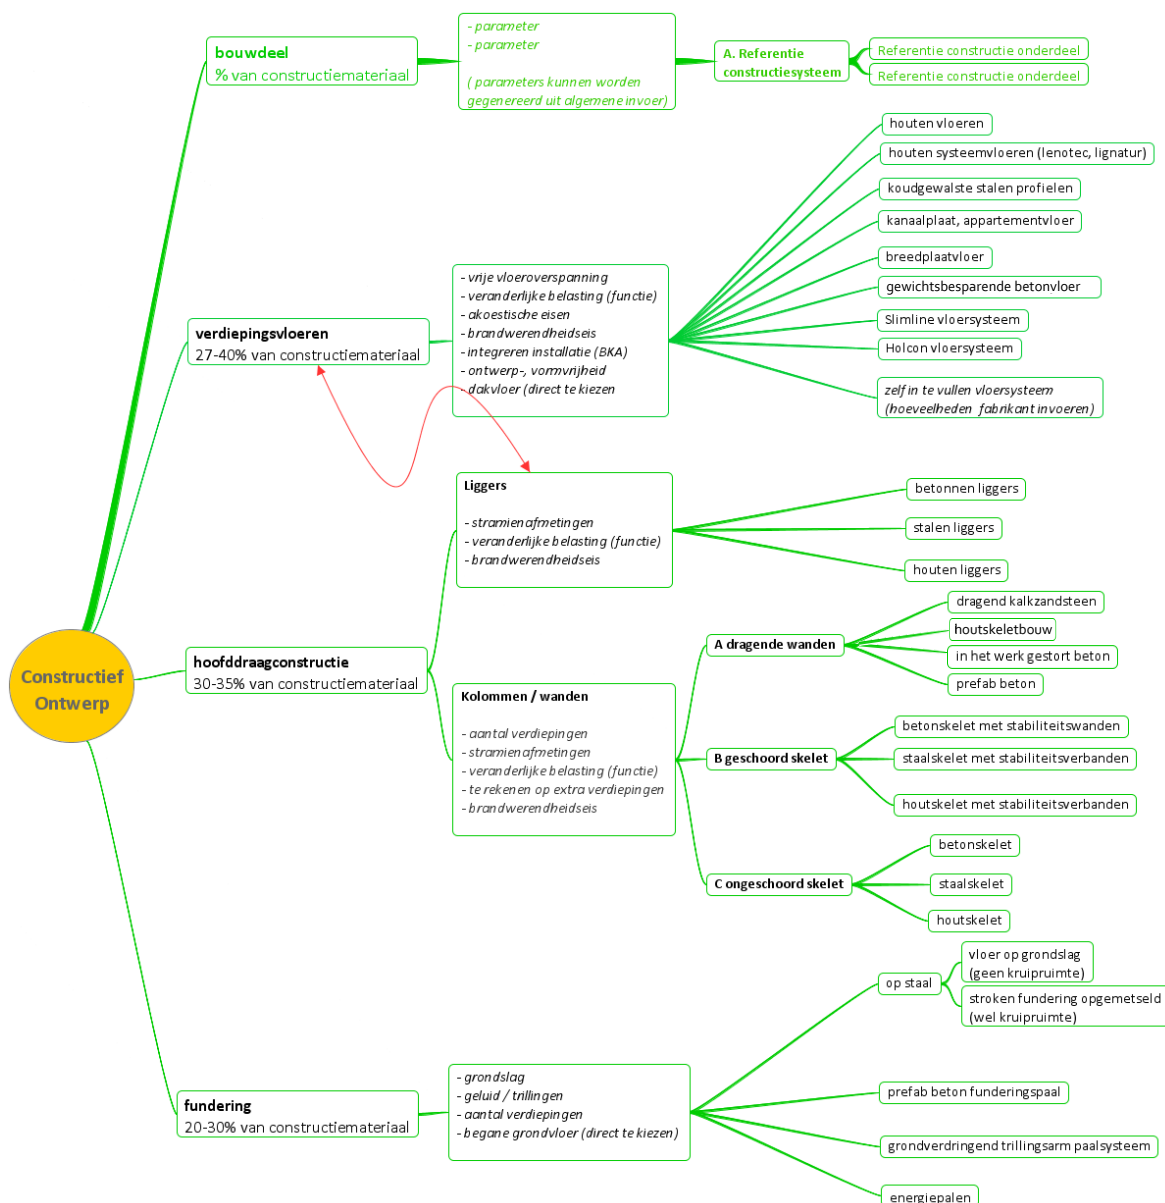 bouwdeel
% van constructiemateriaal
- parameter
- parameter
( parameters kunnen worden
gegenereerd uit algemene invoer)
A. Referentie
constructiesysteem
Referentie constructie onderdeel
Referentie constructie onderdeel
verdiepingsvloeren
27-40% van constructiemateriaal
- vrije vloeroverspanning
- veranderlijke belasting (functie)
- akoestische eisen
- brandwerendheidseis
- integreren installatie (BKA)
- ontwerp-, vormvrijheid
- dakvloer (direct te kiezen
houten vloeren
houten systeemvloeren (lenotec, lignatur)
koudgewalste stalen profielen
kanaalplaat, appartementvloer
breedplaatvloer
gewichtsbesparende betonvloer
Slimline vloersysteem
Holcon vloersysteem
zelf in te vullen vloersysteem
(hoeveelheden fabrikant invoeren)
Constructief
Ontwerp
hoofddraagconstructie
30-35% van constructiemateriaal
Liggers
- stramienafmetingen
- veranderlijke belasting (functie)
- brandwerendheidseis
betonnen liggers
stalen liggers
houten liggers
Kolommen / wanden
- aantal verdiepingen
- stramienafmetingen
- veranderlijke belasting (functie)
- te rekenen op extra verdiepingen
- brandwerendheidseis
A dragende wanden
dragend kalkzandsteen
houtskeletbouw
in het werk gestort beton
prefab beton
B geschoord skelet
betonskelet met stabiliteitswanden
staalskelet met stabiliteitsverbanden
houtskelet met stabiliteitsverbanden
C ongeschoord skelet
betonskelet
staalskelet
houtskelet
fundering
20-30% van constructiemateriaal
- grondslag
- geluid / trillingen
- aantal verdiepingen
- begane grondvloer (direct te kiezen)
op staal
vloer op grondslag
(geen kruipruimte)
stroken fundering opgemetseld
(wel kruipruimte)
prefab beton funderingspaal
grondverdringend trillingsarm paalsysteem
energiepalen